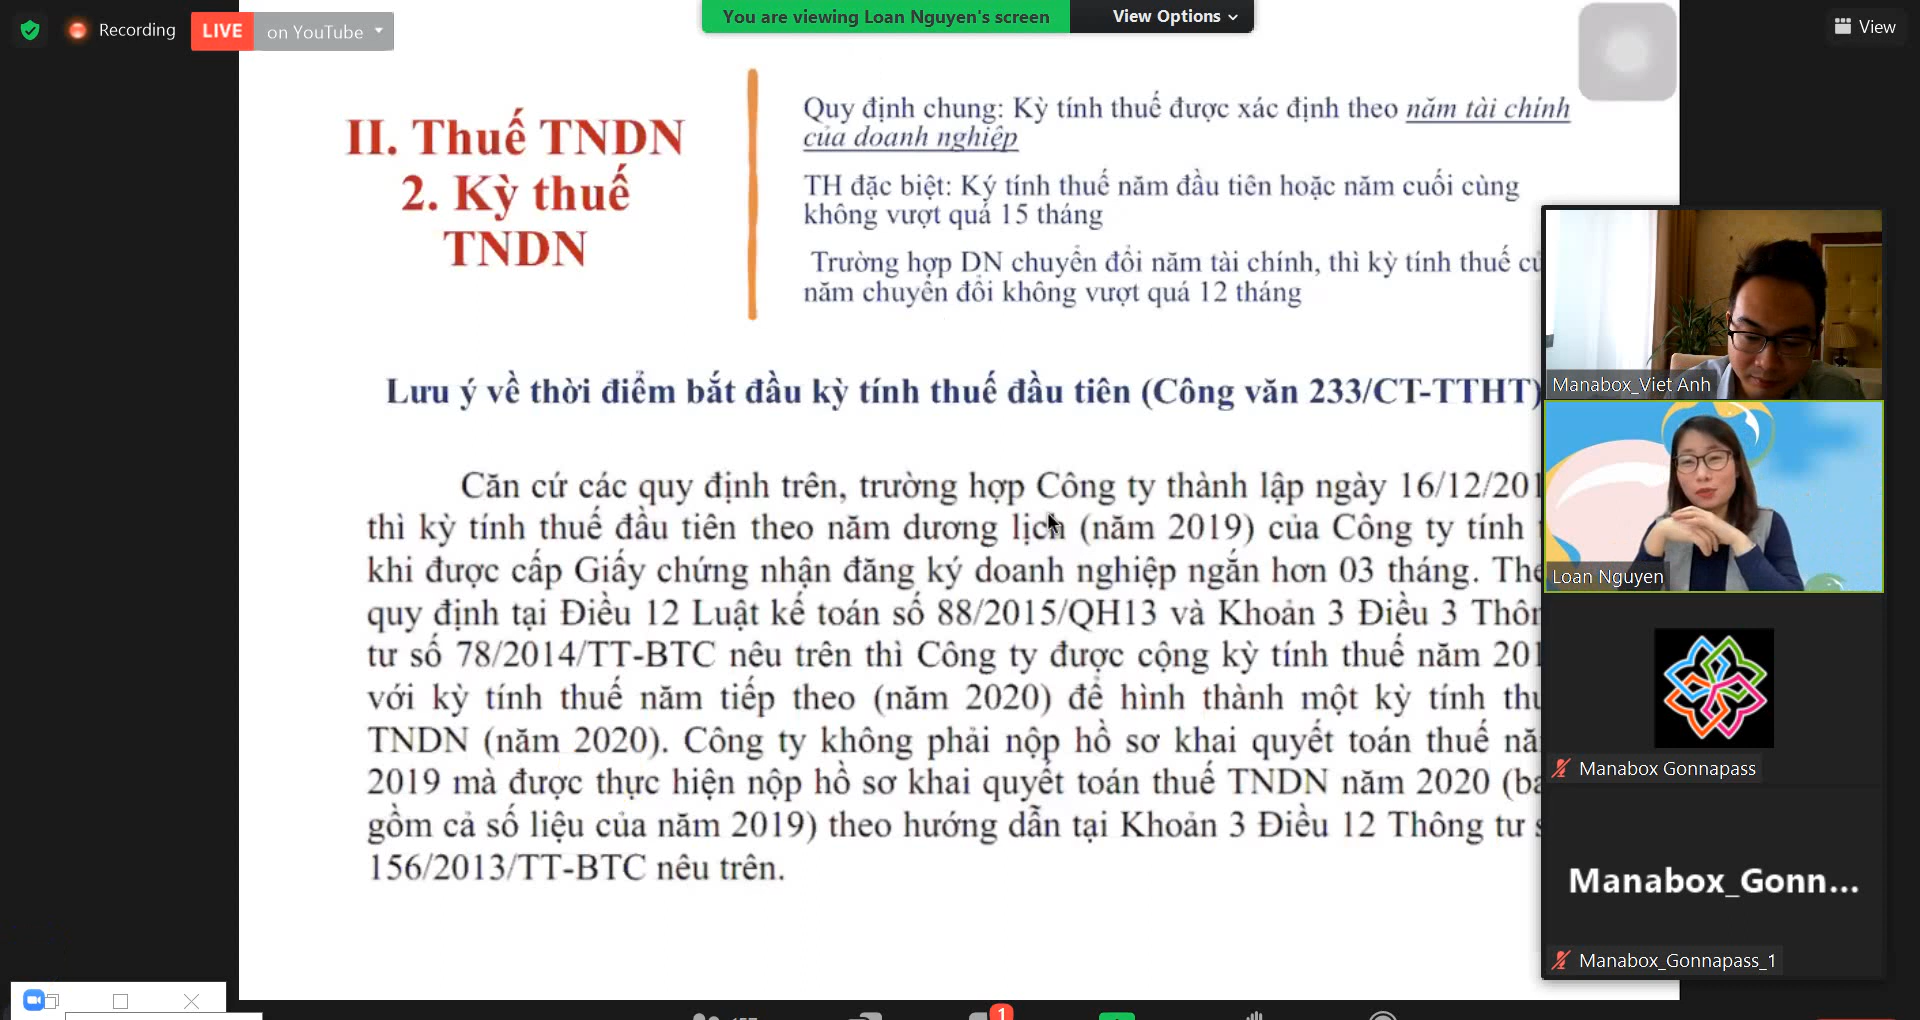 Recording
LIVE on YouTube
You are viewing Loan Nguyen's screen
View Options
View
II. Thuế TNDN
2. Kỳ thuế
TNDN
Quy định chung: Kỳ tính thuế được xác định theo năm tài chính
của doanh nghiệp
TH đặc biệt: Ký tính thuế năm đầu tiên hoặc năm cuối cùng
không vượt quá 15 tháng
Trường hợp DN chuyển đổi năm tài chính, thì kỳ tính thuế
năm chuyển đổi không vượt quá 12 tháng
Lưu ý về thời điểm bắt đầu kỳ tính thuế đầu tiên (Công văn 233/CT-TTHT)
Căn cứ các quy định trên, trường hợp Công ty thành lập ngày 16/12/201
thì kỳ tính thuế đầu tiên theo năm dương lịch (năm 2019) của Công ty tính
khi được cấp Giấy chứng nhận đăng ký doanh nghiệp ngắn hơn 03 tháng.
quy định tại Điều 12 Luật kế toán số 88/2015/QH13 và Khoản 3 Điều 3
tư số 78/2014/TT-BTC nêu trên thì Công ty được cộng kỳ tính thuế năm 201
với kỳ tính thuế năm tiếp theo (năm 2020) để hình thành một kỳ tính
TNDN (năm 2020). Công ty không phải nộp hồ sơ khai quyết toán thuế
2019 mà được thực hiện nộp hồ sơ khai quyết toán thuế TNDN năm 2020
gồm cả số liệu của năm 2019) theo hướng dẫn tại Khoản 3 Điều 12 Thông tư
156/2013/TT-BTC nêu trên.
Manabox_Viet Anh
Loan Nguyen
Manabox Gonnapass
Manabox_Gonn...
Manabox_Gonnapass_1
1